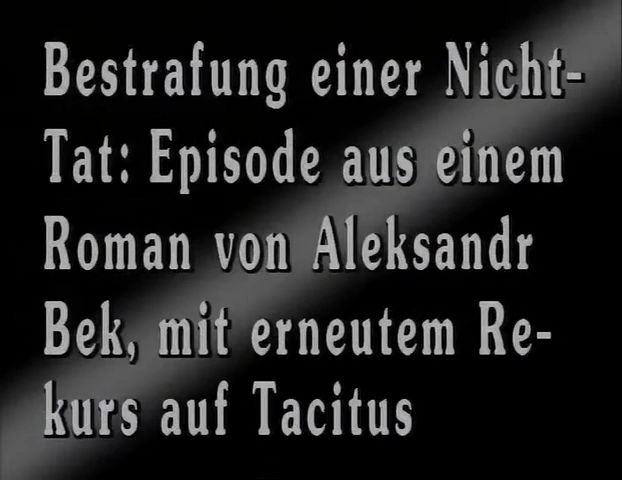 Bestrafung einer Nicht-
Tat: Episode aus einem
Roman von Aleksandr
Bek, mit erneutem Re-
kurs auf Tacitus